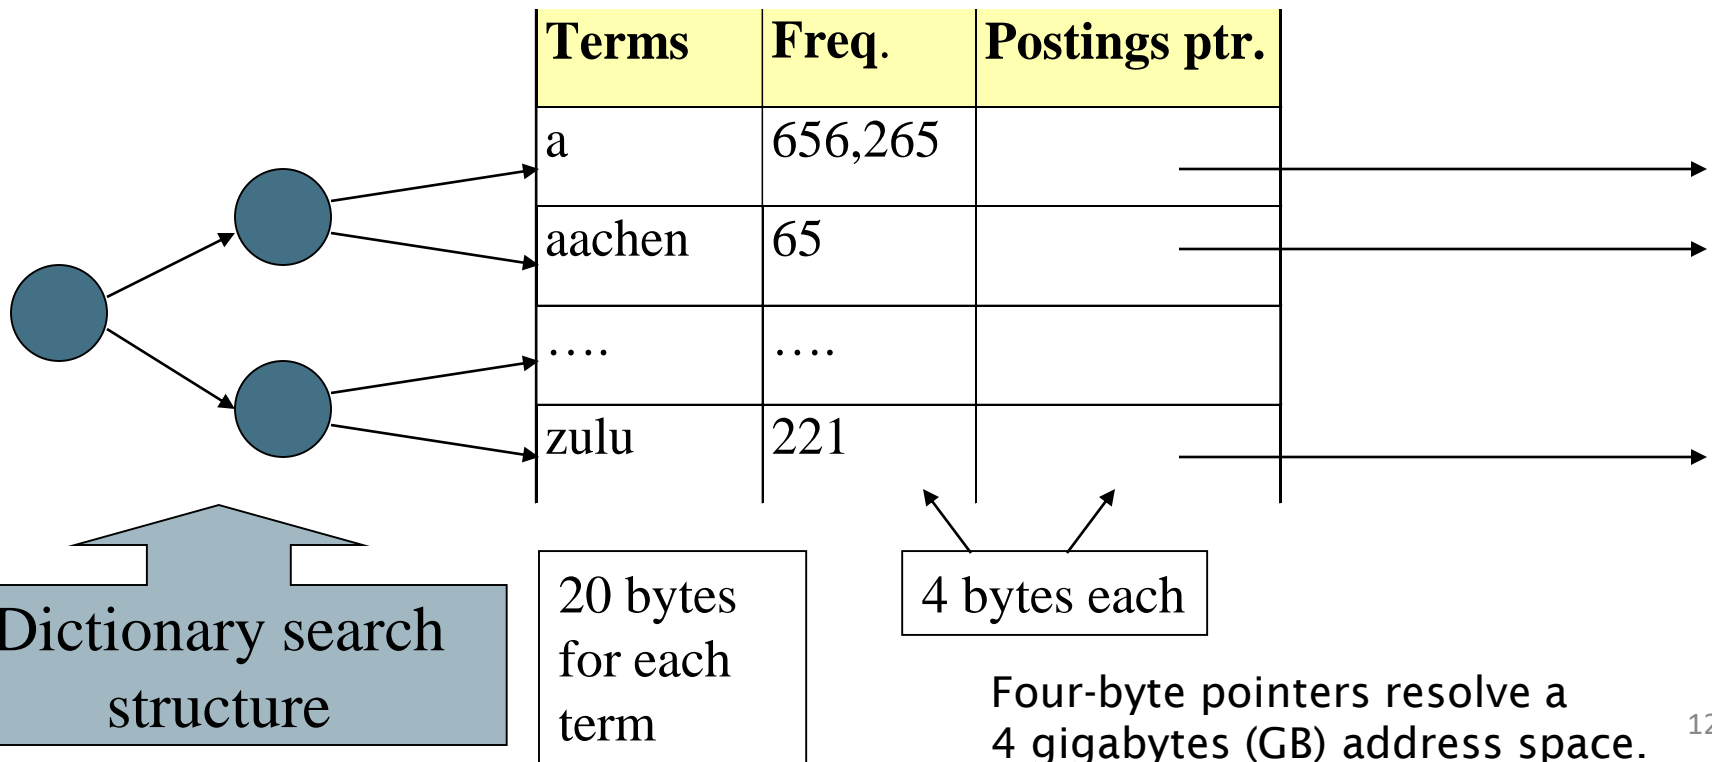 Terms Freq. Postings ptr.
a 656,265
aachen 65
…. ….
zulu 221
Dictionary search
structure
20 bytes
for each
term
4 bytes each
Four-byte pointers resolve a
4 gigabytes (GB) address space.
12